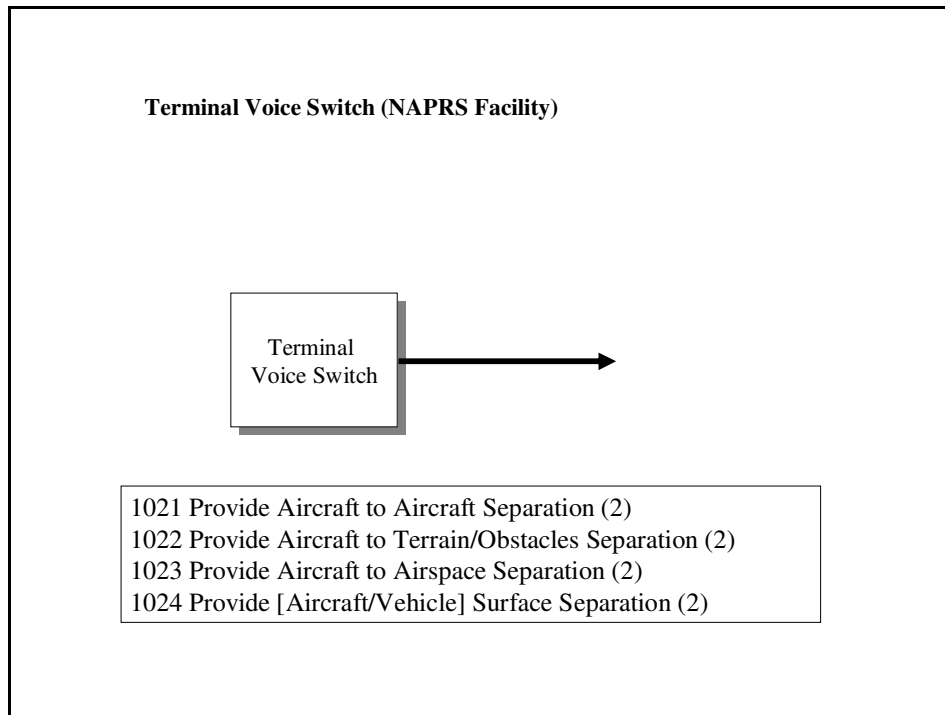 Terminal Voice Switch (NAPRS Facility)
Terminal
Voice Switch
1021 Provide Aircraft to Aircraft Separation (2)
1022 Provide Aircraft to Terrain/Obstacles Separation (2)
1023 Provide Aircraft to Airspace Separation (2)
1024 Provide [Aircraft/Vehicle] Surface Separation (2)